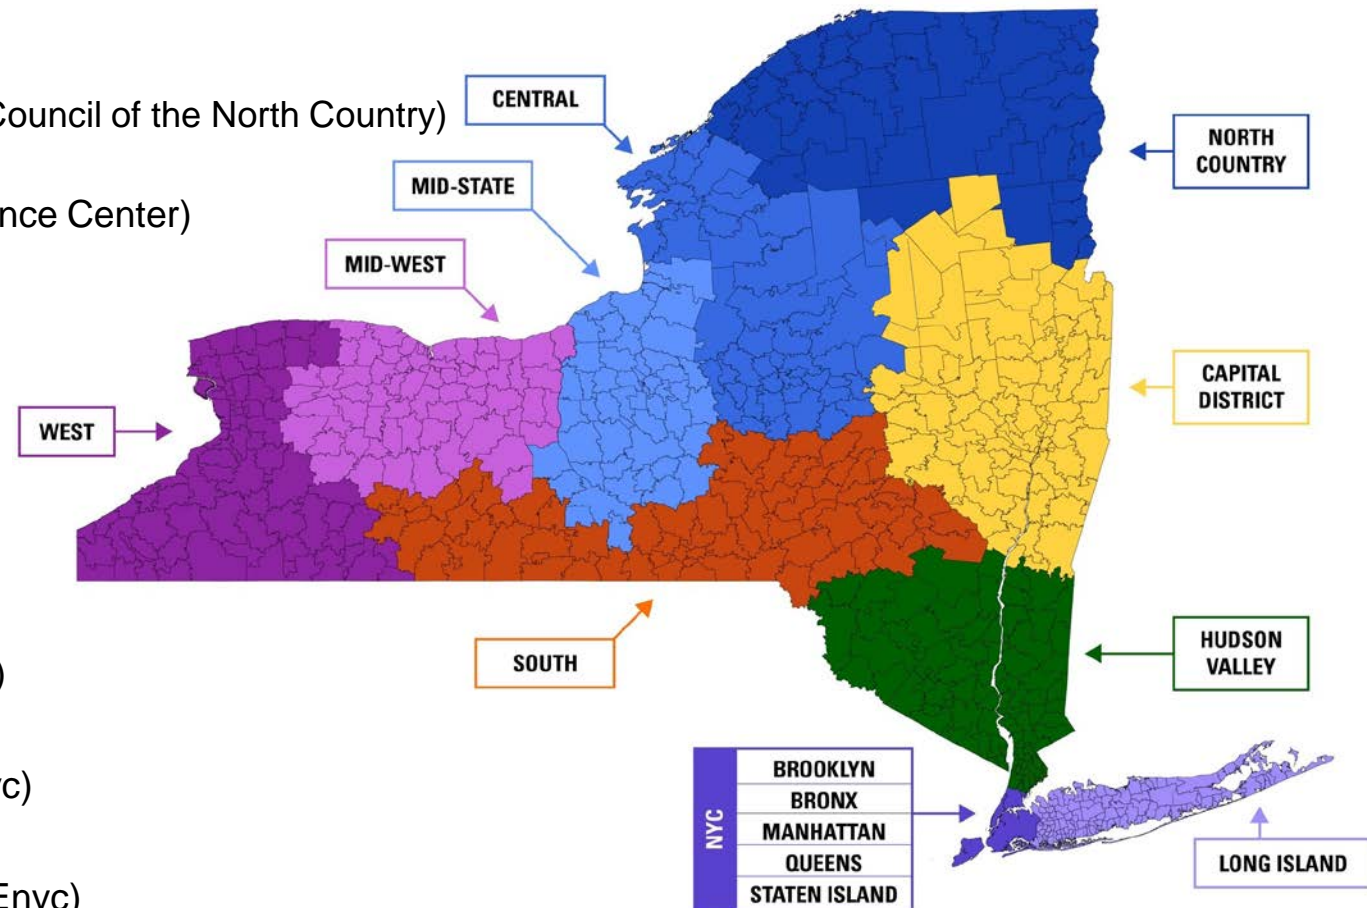 Council of the North Country)
nce Center)
)
c)
Enyc)
CENTRAL
MID-STATE
MID-WEST
WEST
SOUTH
NORTH
COUNTRY
CAPITAL
DISTRICT
HUDSON
VALLEY
NYC
BROOKLYN
BRONX
MANHATTAN
QUEENS
STATEN ISLAND
LONG ISLAND